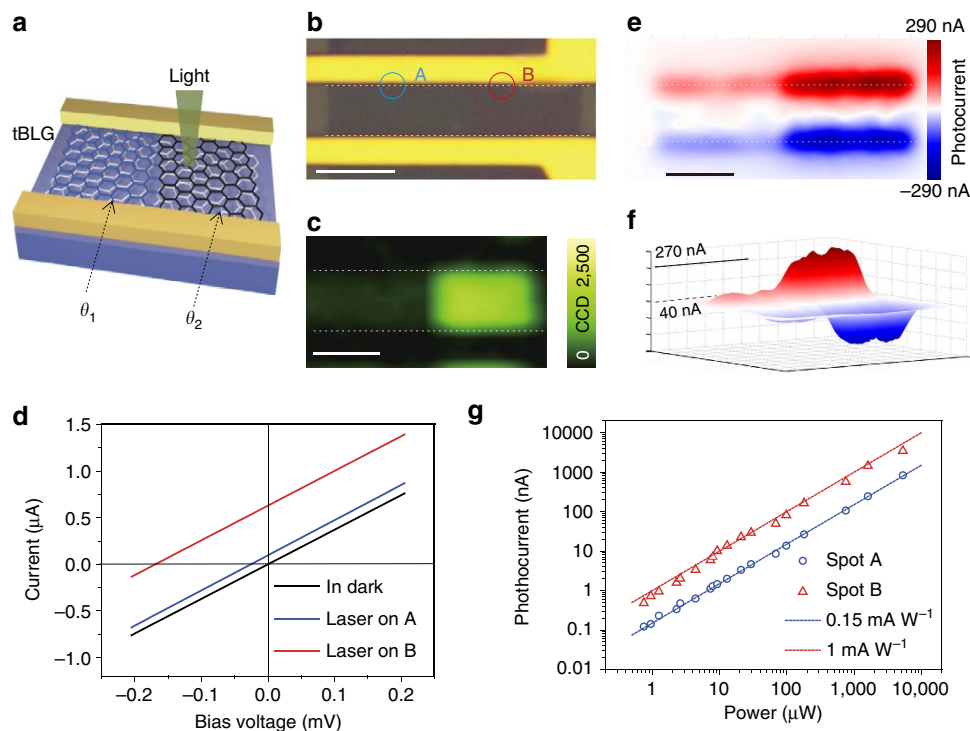 a
Light
tBLG
θ1
θ2
b
A
B
c
CCD
0
2,500
e
290 nA
Photocurrent
−290 nA
f
270 nA
40 nA
d
1.5
1.0
0.5
0.0
−0.5
−1.0
Current (μA)
In dark
Laser on A
Laser on B
−0.2
−0.1
0.0
0.1
0.2
Bias voltage (mV)
g
10000
1000
100
10
1
0.1
0.01
Phothocurrent (nA)
Spot A
Spot B
0.15 mA W⁻¹
1 mA W⁻¹
1
10
100
1,000
10,000
Power (μW)